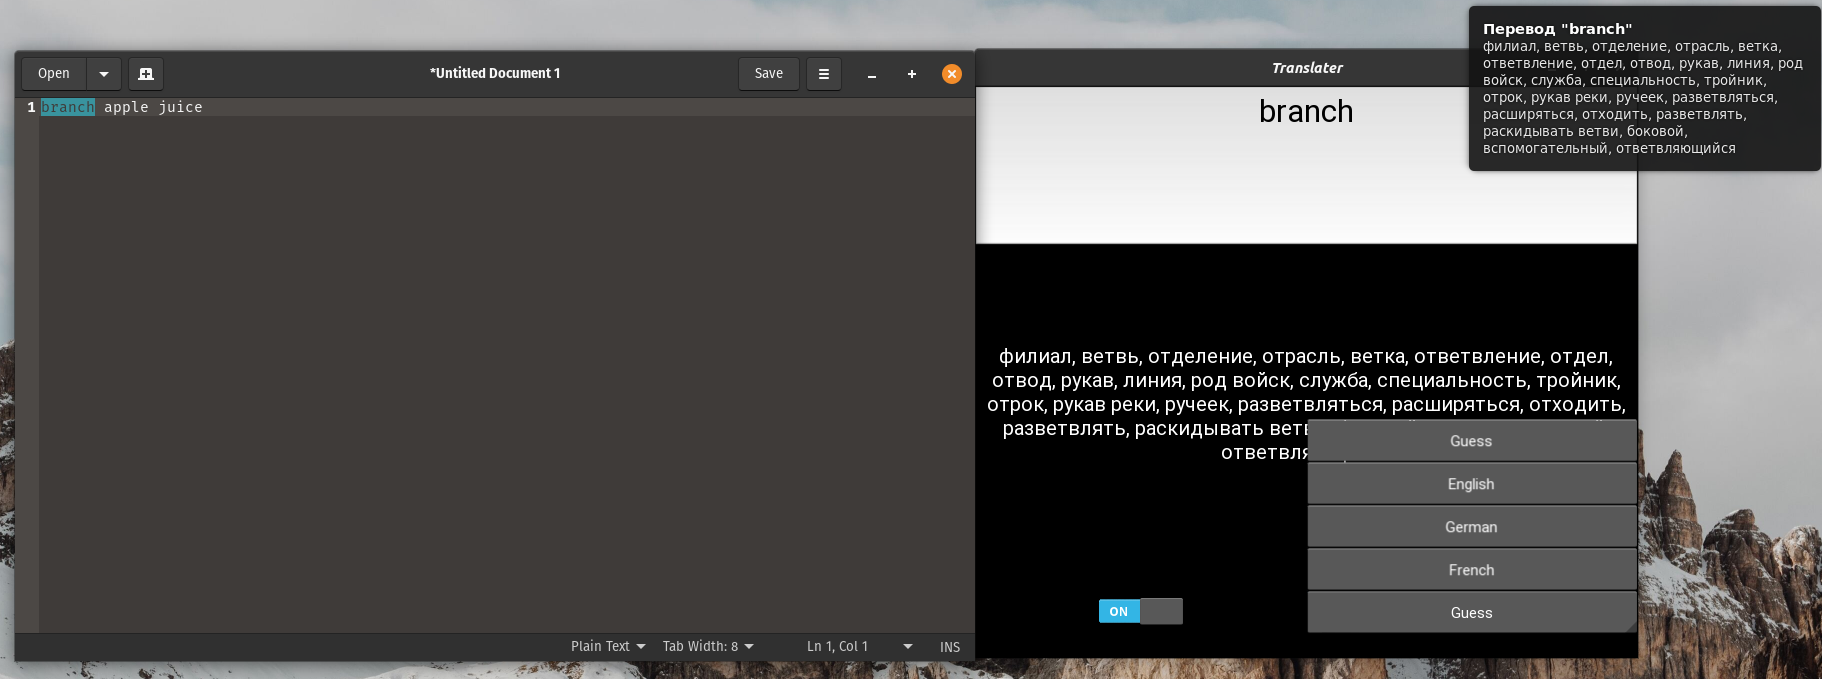 Open
*Untitled Document 1
Save
1 branch apple juice
Plain Text
Tab Width: 8
Ln 1, Col 1
INS
Translater
branch
филиал, ветвь, отделение, отрасль, ветка, ответвление, отдел,
отвод, рукав, линия, род войск, служба, специальность, тройник,
отрок, рукав реки, ручеек, разветвляться, расширяться, отходить,
разветвлять, раскидывать
Guess
English
German
French
ON
Guess
Перевод "branch"
филиал, ветвь, отделение, отрасль, ветка,
ответвление, отдел, отвод, рукав, линия, род
войск, служба, специальность, тройник,
отрок, рукав реки, ручеек, разветвляться,
расширяться, отходить, разветвлять,
раскидывать ветви, боковой,
вспомогательный, ответвляющийся